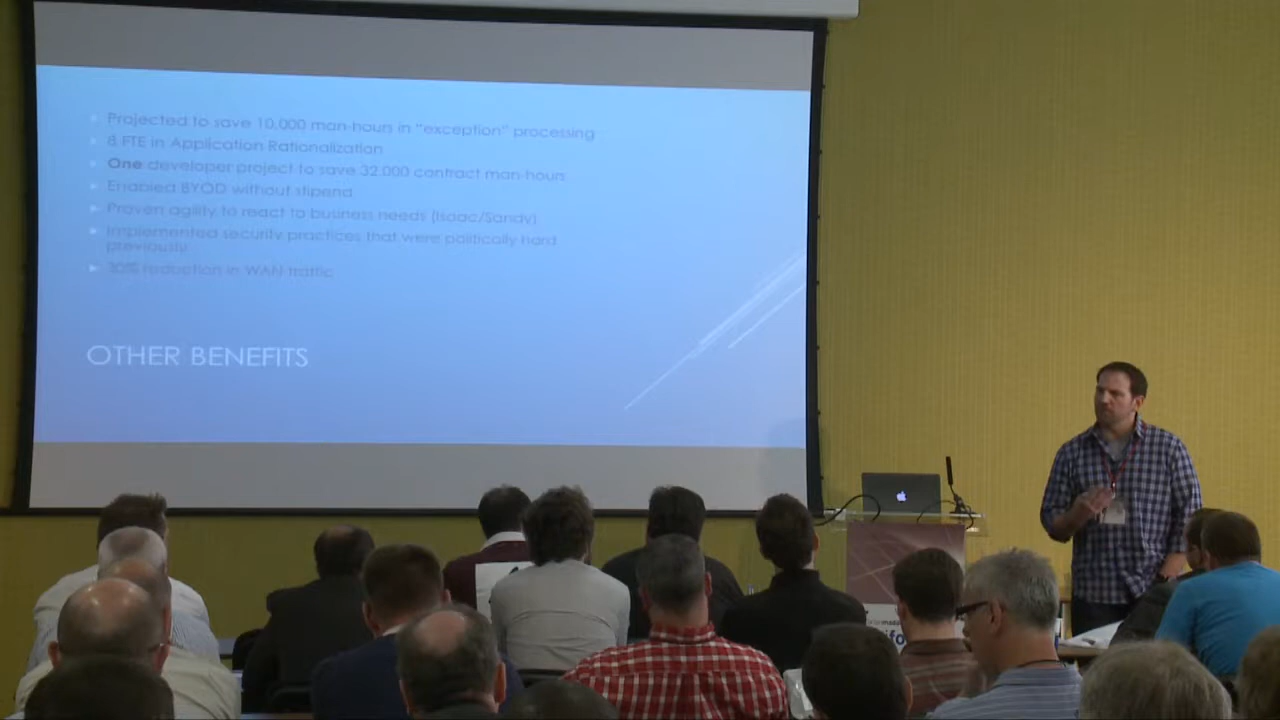 Projected to save 10,000 man-hours in "exception" processing
8 FTE in Application Rationalization
One developer project to save 32,000 contract man-hours
Enabled BYOD without stipend
Proven agility to react to business needs (Isaac/Sandy)
Implemented security practices that were politically hard
previously
30% reduction in WAN traffic
OTHER BENEFITS